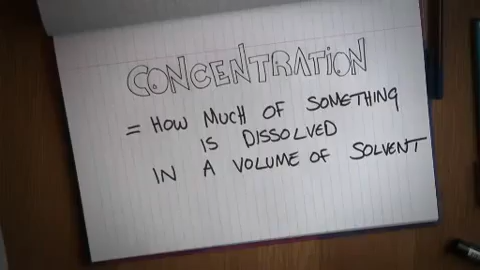 CONCENTRATION
= HOW MUCH OF SOMETHING
IS DISSOLVED
IN A VOLUME OF SOLVENT